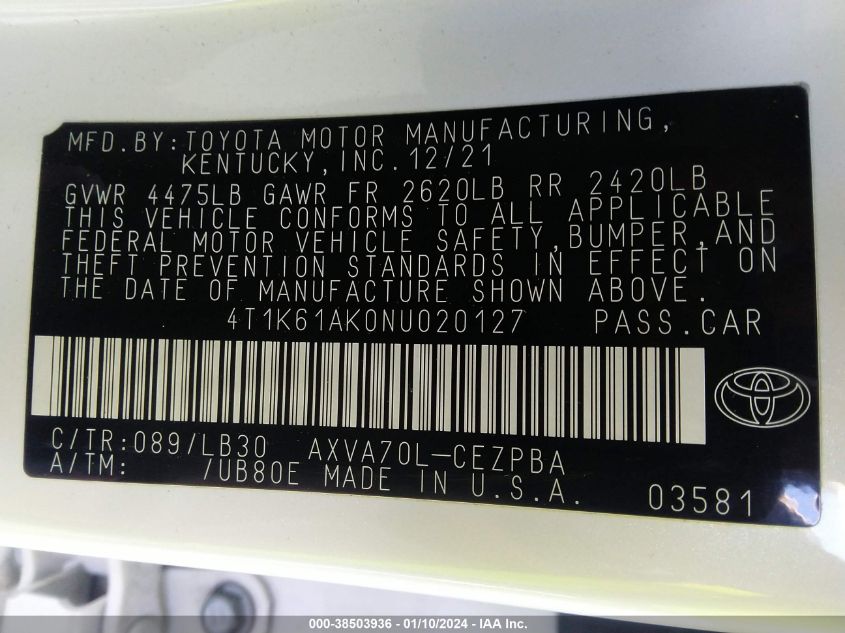 MFD.BY:TOYOTA MOTOR MANUFACTURING,
KENTUCKY,INC.12/21
GVWR 4475LB GAWR FR 2620LB RR 2420LB
THIS VEHICLE CONFORMS TO ALL APPLICABLE
FEDERAL MOTOR VEHICLE SAFETY,BUMPER,AND
THEFT PREVENTION STANDARDS IN EFFECT ON
THE DATE OF MANUFACTURE SHOWN ABOVE.
4T1K61AK0NU020127 PASS.CAR
C/TR:089/LB30 AXVA70L-CEZPBA
A/TM: /UB80E MADE IN U.S.A. 03581
000-38503936 - 01/10/2024 - IAA Inc.